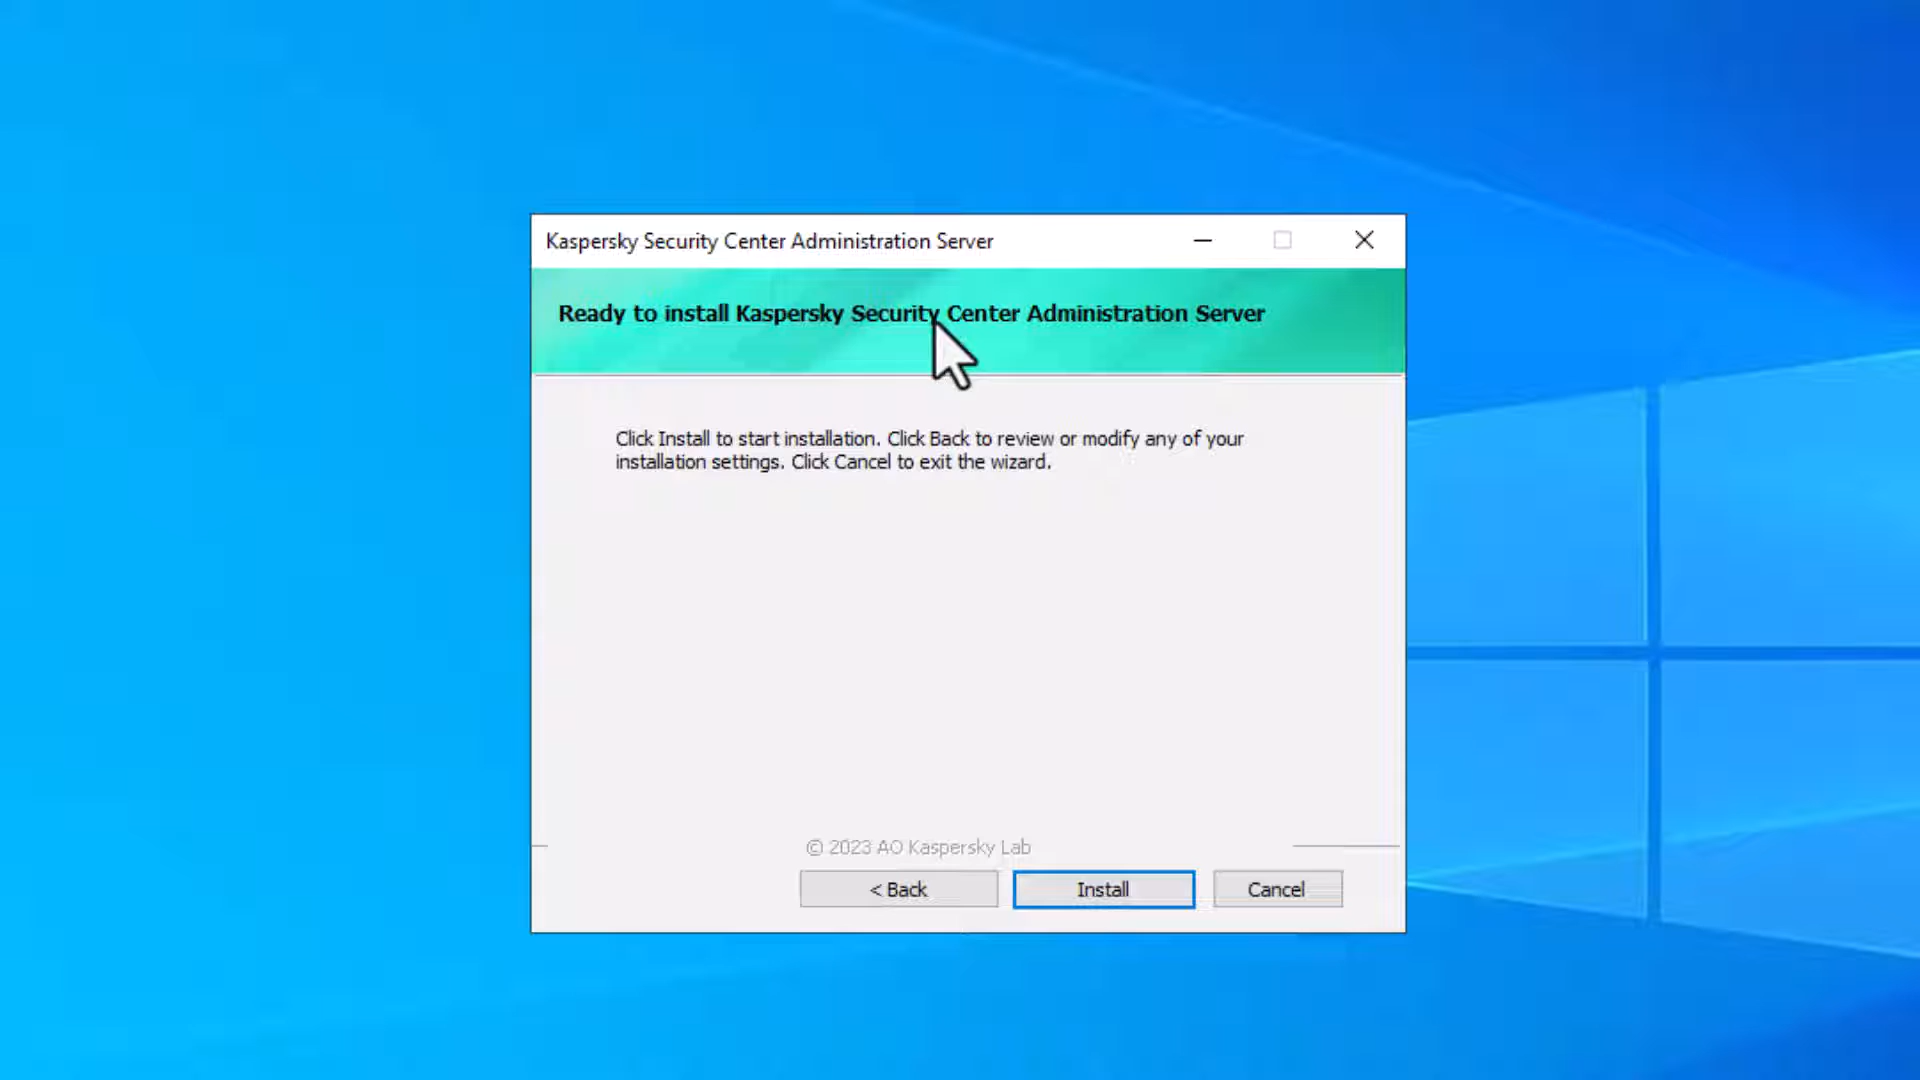 Kaspersky Security Center Administration Server
Ready to install Kaspersky Security Center Administration Server
Click Install to start installation. Click Back to review or modify any of your
installation settings. Click Cancel to exit the wizard.
© 2023 AO Kaspersky Lab
< Back
Install
Cancel